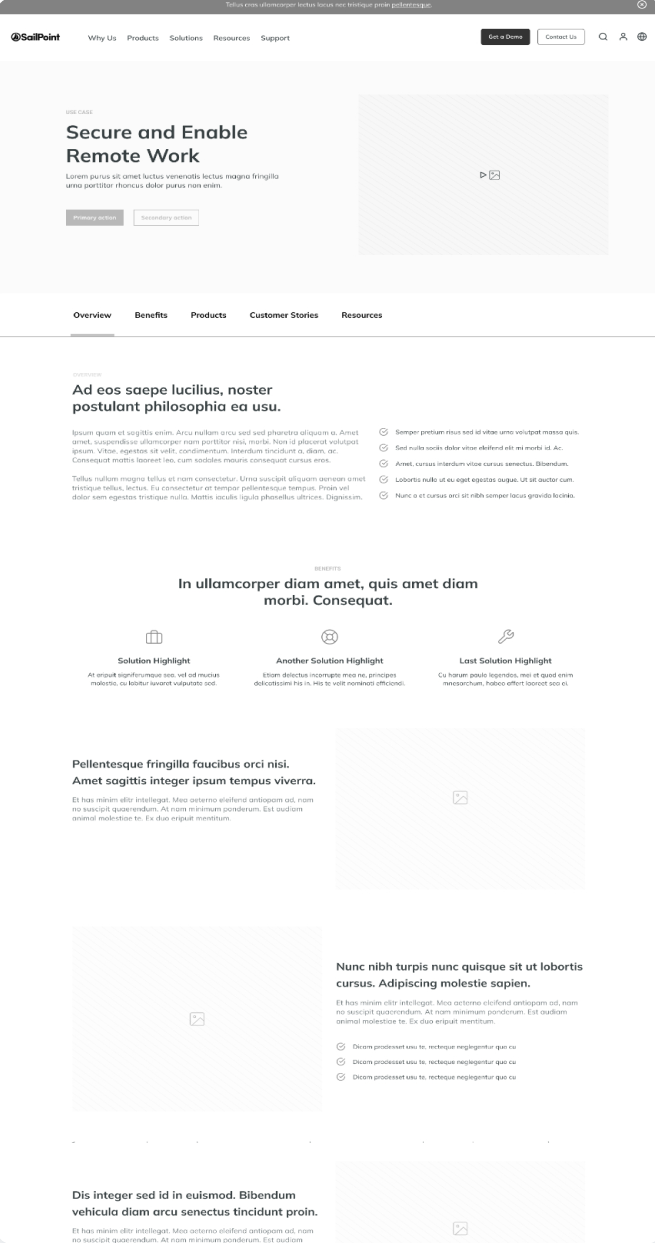 Tellus cras ullamcorper lectus locus nec tristique proin pellentesque.
SailPoint
Why Us Products Solutions Resources Support
Get a Demo Contact Us
USE CASE
Secure and Enable
Remote Work
Lorem purus sit amet luctus venenatis lectus magna fringilla
urna porttitor rhoncus dolor purus non enim.
Primary action Secondary action
Overview Benefits Products Customer Stories Resources
OVERVIEW
Ad eos saepe lucilius, noster
postulant philosophia ea usu.
Ipsum quam et sagittis enim. Arcu nullam arcu sed sed pharetra aliquam a. Amet
amet, suspendisse ullamcorper nam porttitor nisi, morbi. Non id placerat volutpat
ipsum. Vitae, egestas sit velit, condimentum. Interdum tincidunt a, diam, ac.
Consequat mattis laoreet leo, cum sodales mauris consequat cursus eros.
Tellus nullam magna tellus et nam consectetur. Urna suscipit aliquam aenean amet
tristique tellus, lectus. Eu consectetur at tempor pellentesque tempus. Proin vel
dolor sem egestas tristique nulla. Mattis iaculis ligula phasellus ultrices. Dignissim.
Semper pretium risus sed id vitae urna volutpat massa quis.
Sed nulla sociis dolor vitae eleifend elit mi morbi id. Ac.
Amet, cursus interdum vitae cursus senectus. Bibendum.
Lobortis nulla ut eu eget egestas augue. Ut sit auctor cum.
Nunc a et cursus arci sit nibh semper lacus gravida lacinia.
BENEFITS
In ullamcorper diam amet, quis amet diam
morbi. Consequat.
Solution Highlight
At eripuit signiferumque sea, vel ad mucius
molestie, cu labitur iuvaret vulputate sed.
Another Solution Highlight
Etiam delectus incorrupte mea ne, principes
delicatissimi his in. His te velit nominati officiendi.
Last Solution Highlight
Cu harum paulo legendos, mei et quod enim
mnesarchum, habeo affert laoreet sea ei.
Pellentesque fringilla faucibus orci nisi.
Amet sagittis integer ipsum tempus viverra.
Et has minim elitr intellegat. Mea aeterno eleifend antiopam ad, nam
no suscipit quaerendum. At nam minimum ponderum. Est audiam
animal molestiae te. Ex duo eripuit mentitum.
Nunc nibh turpis nunc quisque sit ut lobortis
cursus. Adipiscing molestie sapien.
Et has minim elitr intellegat. Mea aeterno eleifend antiopam ad, nam
no suscipit quaerendum. At nam minimum ponderum. Est audiam
animal molestiae te. Ex duo eripuit mentitum.
Dicam prodesset usu te, recteque neglegentur quo cu
Dicam prodesset usu te, recteque neglegentur quo cu
Dicam prodesset usu te, recteque neglegentur quo cu
Dis integer sed id in euismod. Bibendum
vehicula diam arcu senectus tincidunt proin.
Et has minim elitr intellegat. Mea aeterno eleifend antiopam ad, nam
no suscipit quaerendum. At nam minimum ponderum. Est audiam